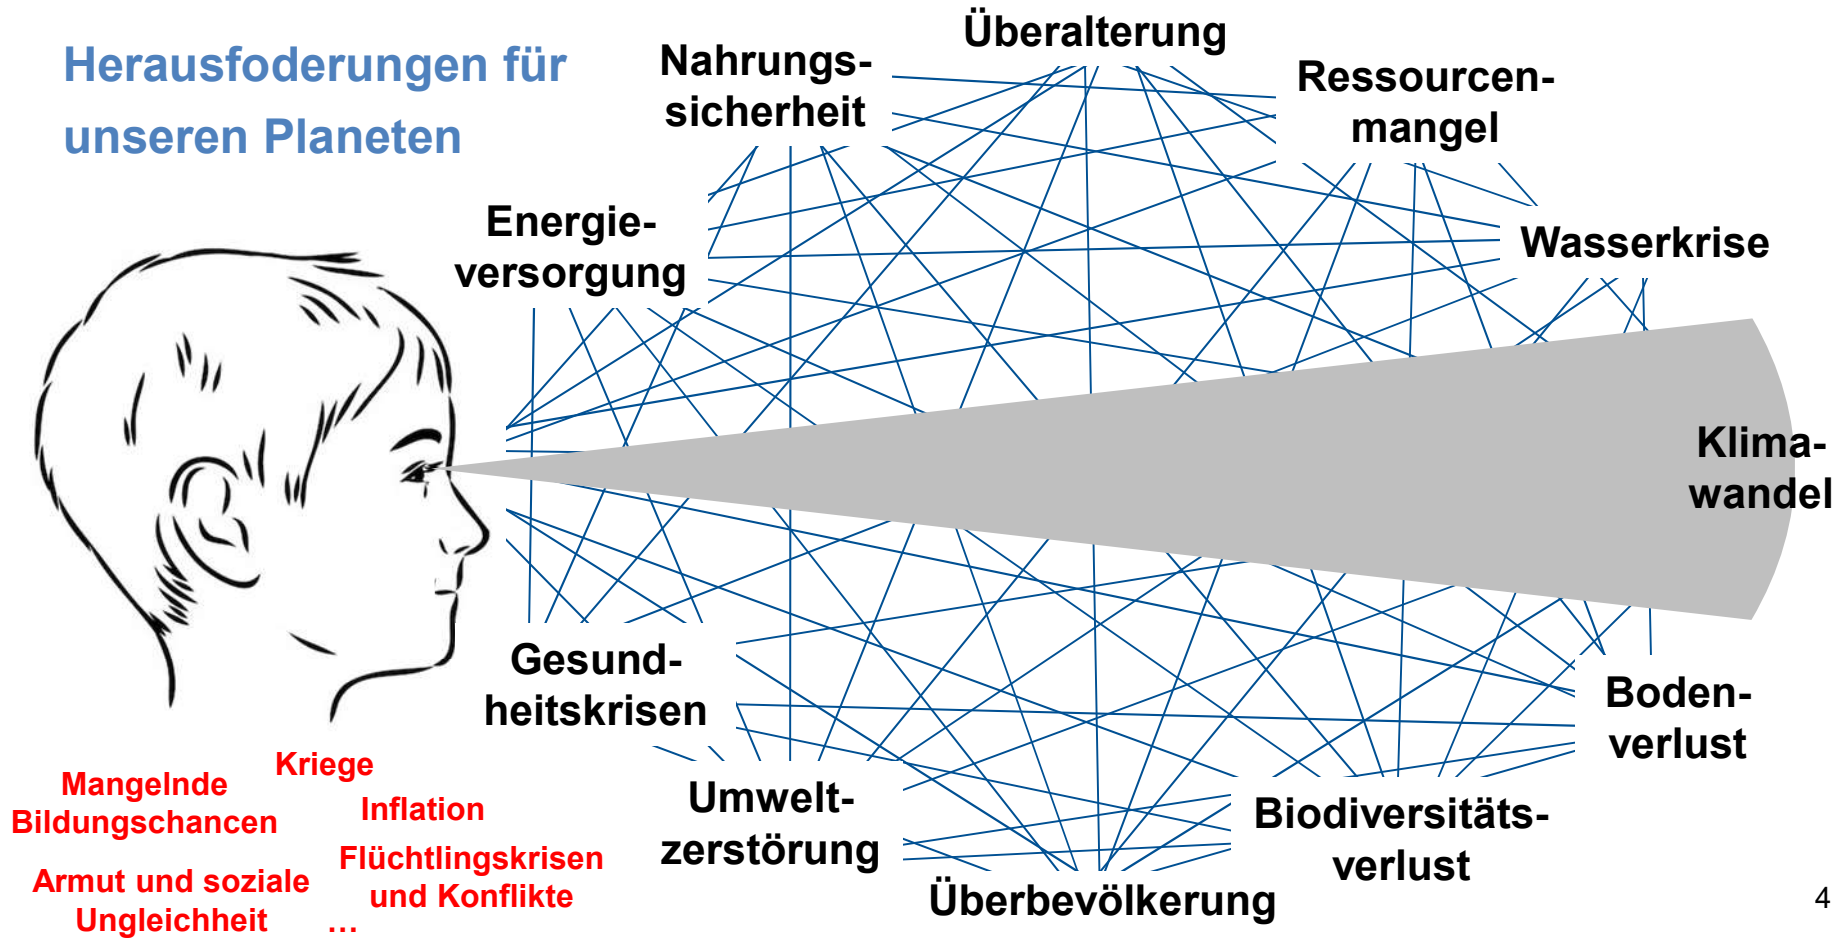 Herausfoderungen für
unseren Planeten
Überalterung
Nahrungs-
sicherheit
Ressourcen-
mangel
Energie-
versorgung
Wasserkrise
Klima-
wandel
Gesund-
heitskrisen
Boden-
verlust
Umwelt-
zerstörung
Biodiversitäts-
verlust
Überbevölkerung
Kriege
Mangelnde
Bildungschancen
Inflation
Flüchtlingskrisen
und Konflikte
Armut und soziale
Ungleichheit
...
4